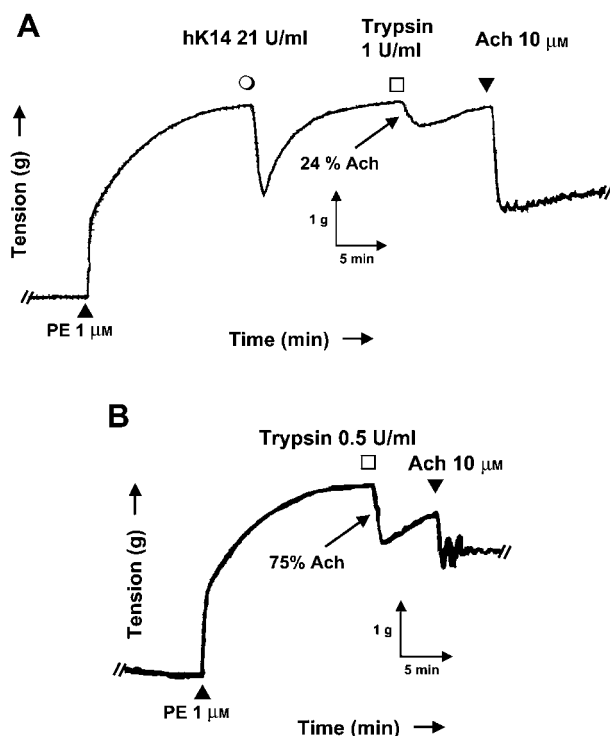 A
hK14 21 U/ml
Trypsin
1 U/ml
Ach 10 μM
Tension (g)
24 % Ach
1 g
5 min
PE 1 μM
Time (min)
B
Trypsin 0.5 U/ml
Ach 10 μM
Tension (g)
75% Ach
1 g
5 min
PE 1 μM
Time (min)